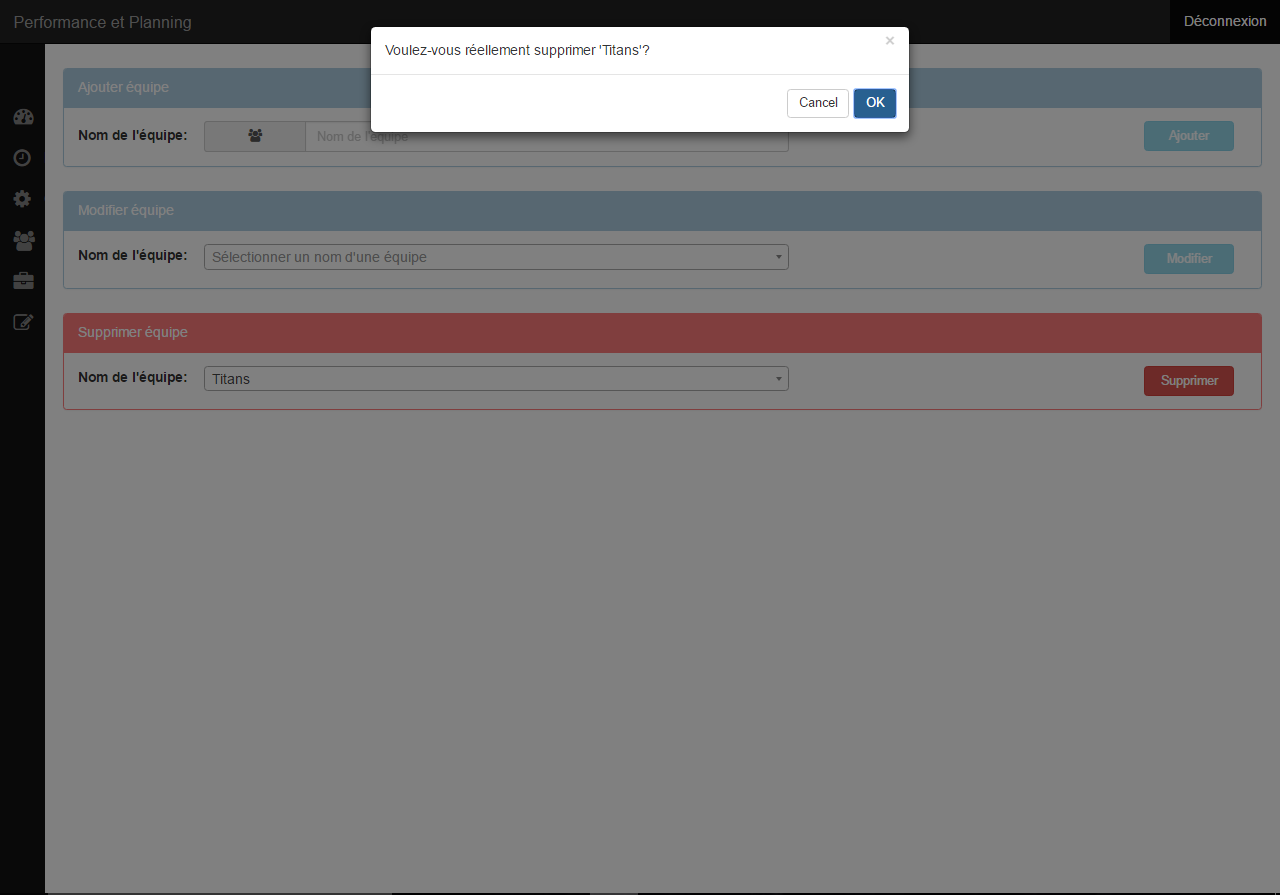 Performance et Planning
Déconnexion
Voulez-vous réellement supprimer 'Titans'?
×
Cancel
OK
Ajouter équipe
Nom de l'équipe:
Nom de l'équipe
Ajouter
Modifier équipe
Nom de l'équipe:
Sélectionner un nom d'une équipe
Modifier
Supprimer équipe
Nom de l'équipe:
Titans
Supprimer